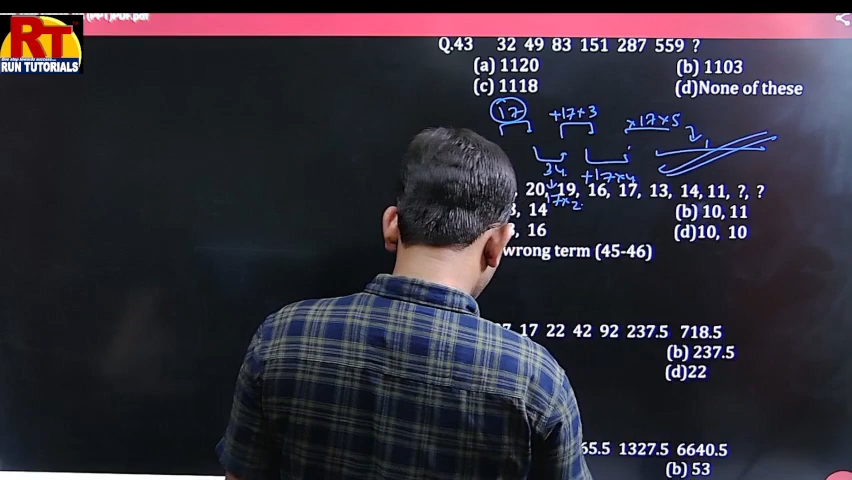 (PPT)PDF.pdf
RT
RUN TUTORIALS
Q.43 32 49 83 151 287 559 ?
(a) 1120 (b) 1103
(c) 1118 (d)None of these
17 +17+3 ×17×5
34 +17×4
20, 19, 16, 17, 13, 14, 11, ?, ?
17×2
, 14 (b) 10, 11
, 16 (d)10, 10
wrong term (45-46)
17 22 42 92 237.5 718.5
(b) 237.5
(d)22
65.5 1327.5 6640.5
(b) 53